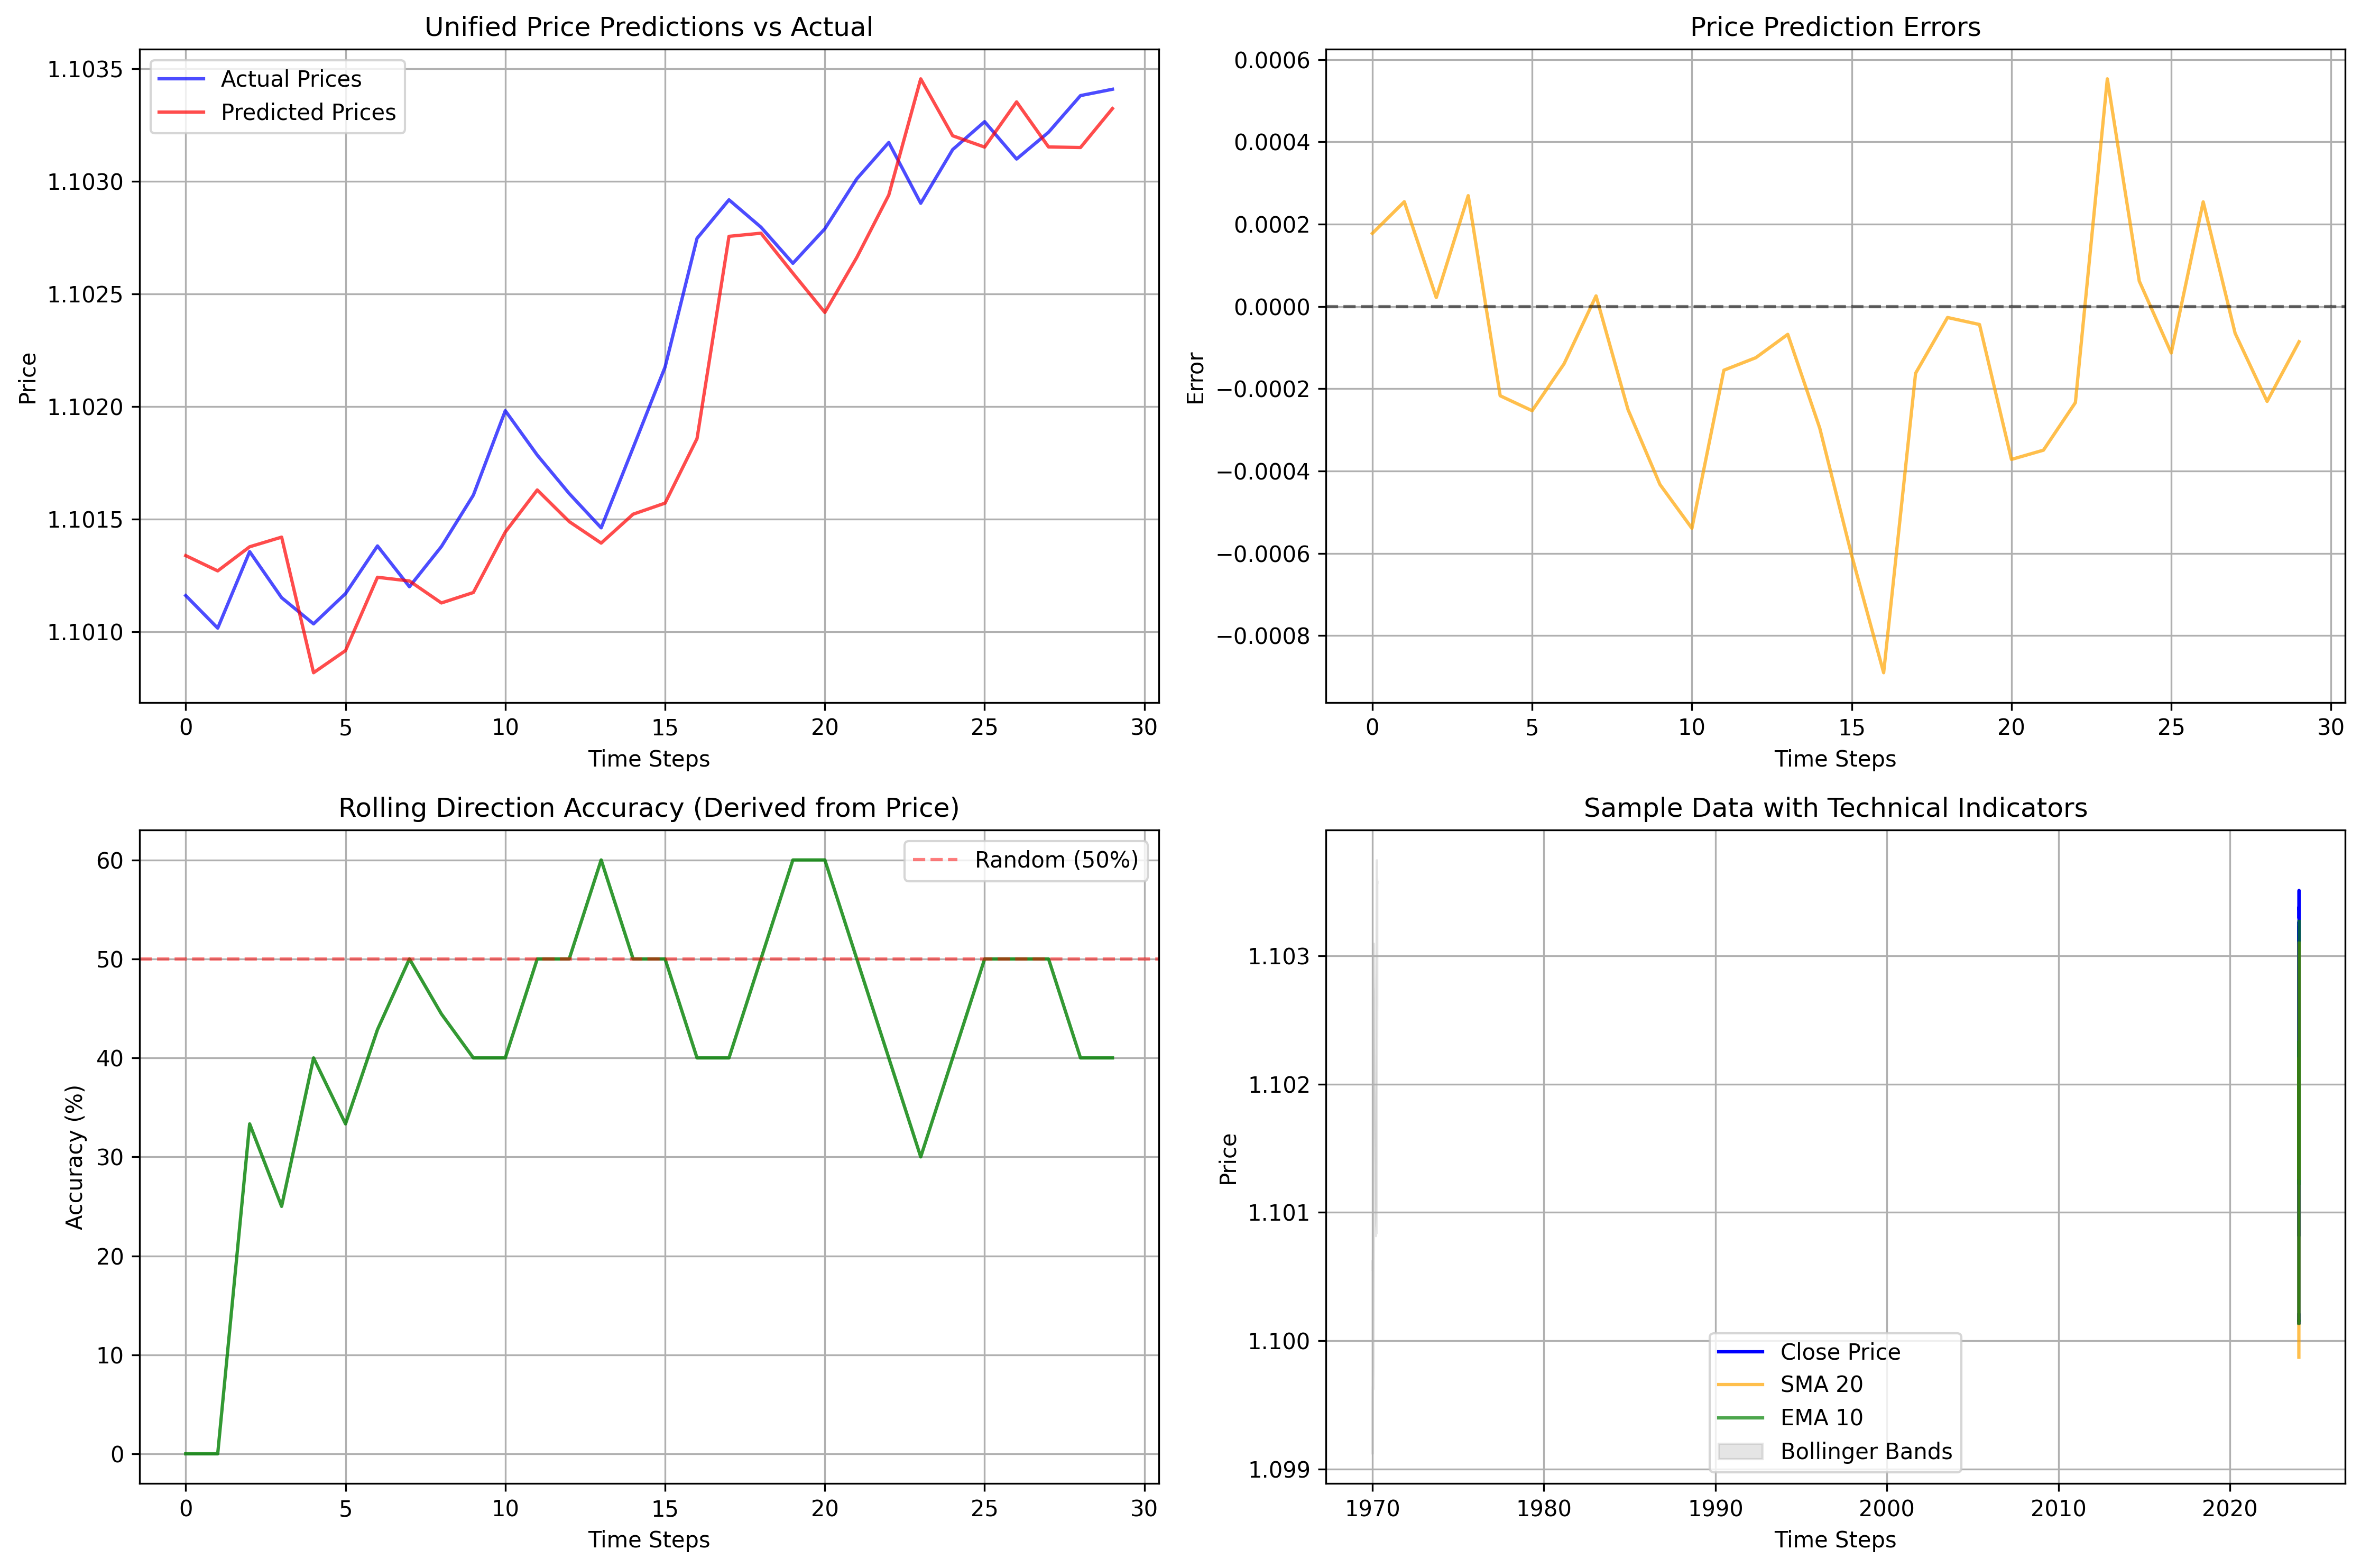 Unified Price Predictions vs Actual
Actual Prices
Predicted Prices
Price
1.1035
1.1030
1.1025
1.1020
1.1015
1.1010
0 5 10 15 20 25 30
Time Steps
Price Prediction Errors
Error
0.0006
0.0004
0.0002
0.0000
−0.0002
−0.0004
−0.0006
−0.0008
0 5 10 15 20 25 30
Time Steps
Rolling Direction Accuracy (Derived from Price)
Random (50%)
Accuracy (%)
60
50
40
30
20
10
0
0 5 10 15 20 25 30
Time Steps
Sample Data with Technical Indicators
Price
1.103
1.102
1.101
1.100
1.099
Close Price
SMA 20
EMA 10
Bollinger Bands
1970 1980 1990 2000 2010 2020
Time Steps